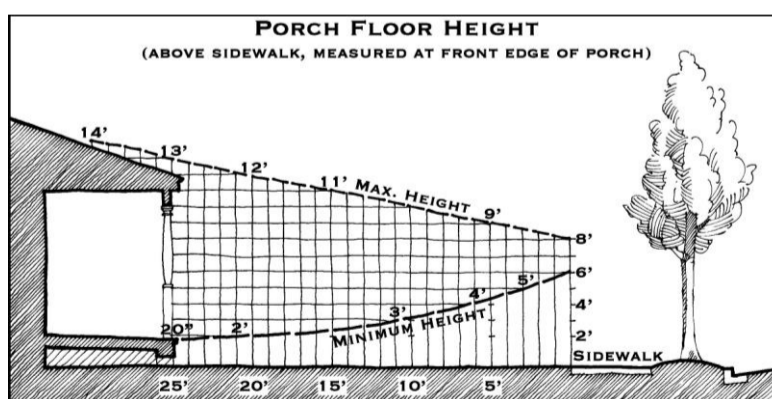 PORCH FLOOR HEIGHT
(ABOVE SIDEWALK, MEASURED AT FRONT EDGE OF PORCH)
14'
13'
12'
11'
MAX. HEIGHT
9'
8'
6'
5'
4'
4'
3'
20"
2'
MINIMUM HEIGHT
2'
SIDEWALK
25' 20' 15' 10' 5'